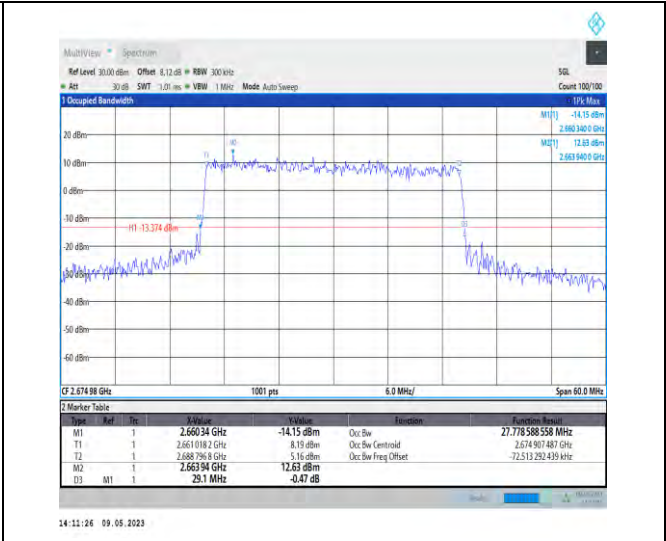 MultiView Spectrum
Ref Level 30.00 dBm Offset 8.12 dB RBW 300 kHz SGL
Att 30 dB SWT 1.01 ms VBW 1 MHz Mode Auto Sweep Count 100/100
1 Occupied Bandwidth 1Pk Max
M1[1] -14.15 dBm
2.660 340 0 GHz
M2[1] 12.63 dBm
2.663 940 0 GHz
20 dBm
10 dBm
0 dBm
-10 dBm
H1 -13.374 dBm
-20 dBm
-30 dBm
-40 dBm
-50 dBm
-60 dBm
CF 2.674 98 GHz 1001 pts 6.0 MHz/ Span 60.0 MHz
2 Marker Table
Type Ref Trc X-Value Y-Value Function Function Result
M1 1 2.660 34 GHz -14.15 dBm Occ Bw 27.778 588 558 MHz
T1 1 2.661 018 2 GHz 8.19 dBm Occ Bw Centroid 2.674 907 487 GHz
T2 1 2.688 796 8 GHz 5.16 dBm Occ Bw Freq Offset -72.513 292 439 kHz
M2 1 2.663 94 GHz 12.63 dBm
D3 M1 1 29.1 MHz -0.47 dB
14:11:26 09.05.2023